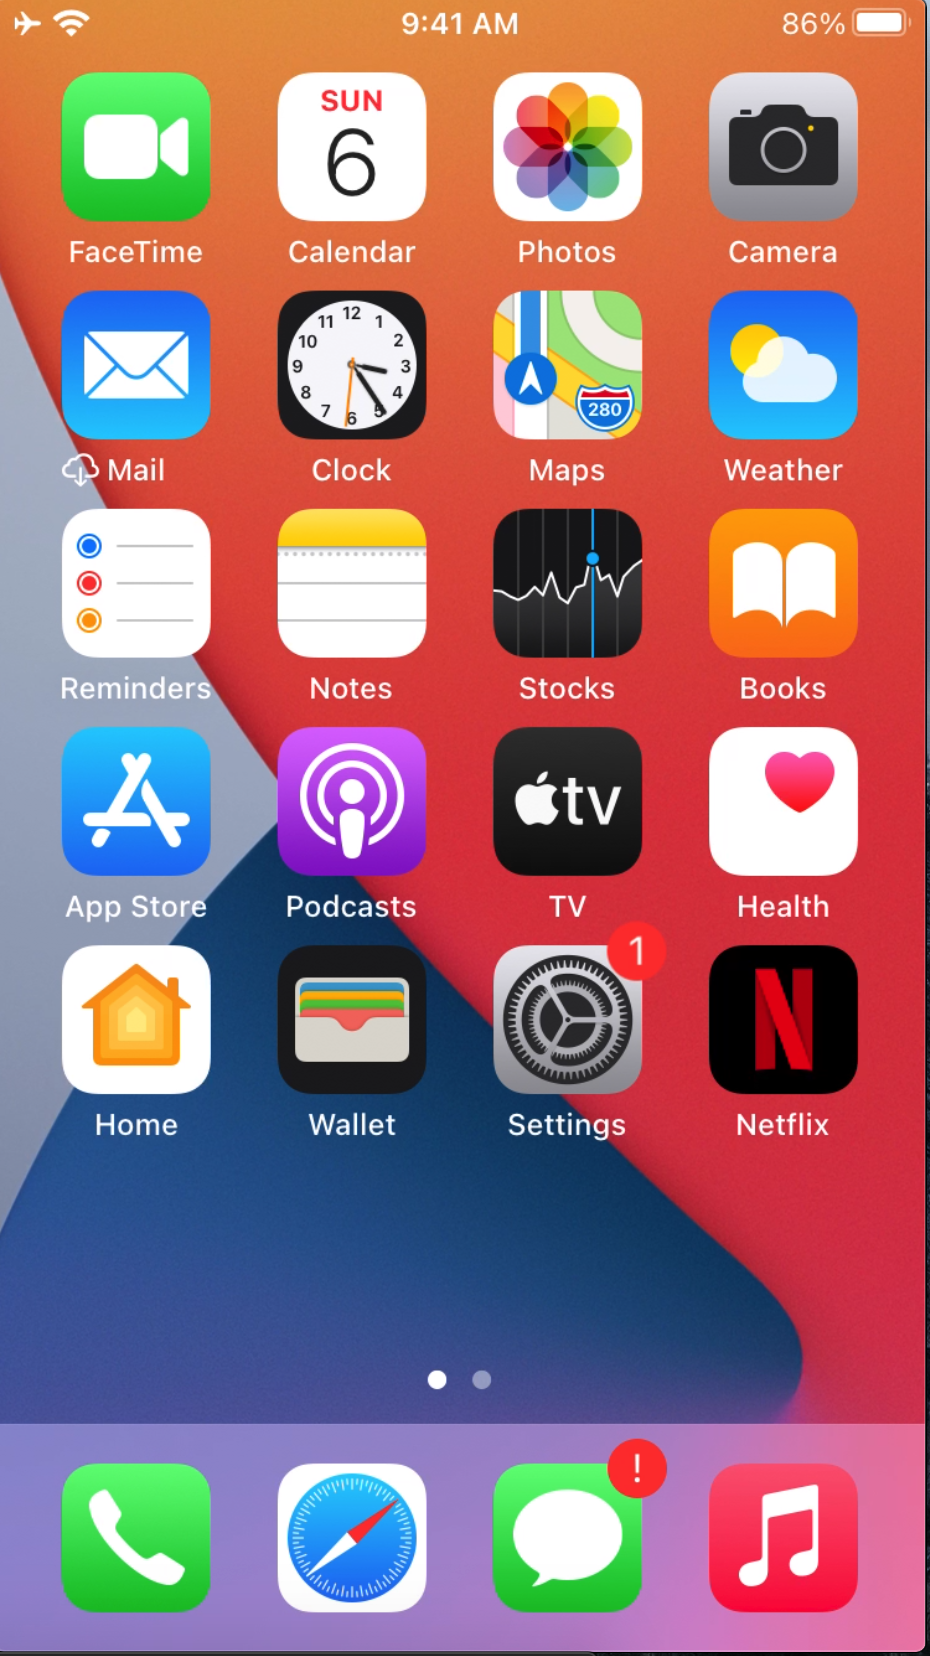 9:41 AM 86%
SUN
6
FaceTime Calendar Photos Camera
12
11 1
10 2
9 3
8 4
7 5
6
280
Mail Clock Maps Weather
Reminders Notes Stocks Books
tv
App Store Podcasts TV Health
1
N
Home Wallet Settings Netflix
!